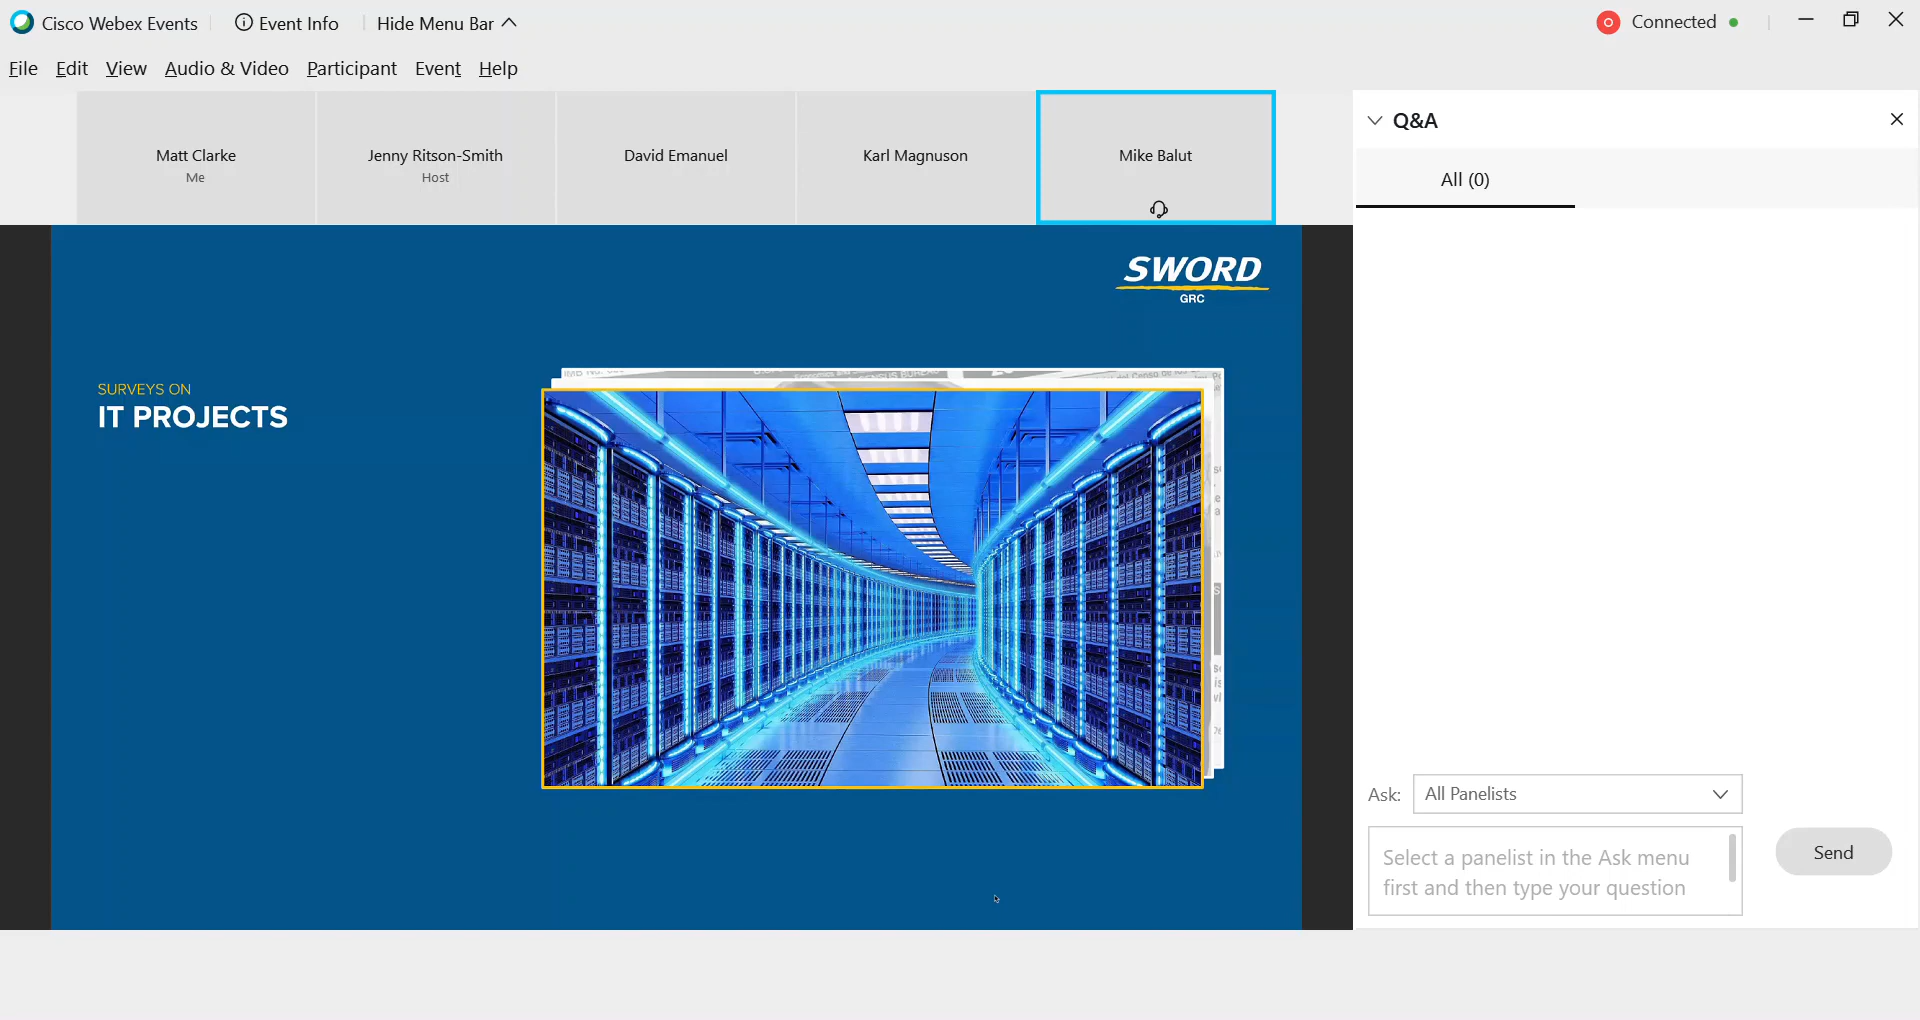 Cisco Webex Events
Event Info
Hide Menu Bar
Connected
File Edit View Audio & Video Participant Event Help
Matt Clarke
Me
Jenny Ritson-Smith
Host
David Emanuel
Karl Magnuson
Mike Balut
SWORD
GRC
SURVEYS ON
IT PROJECTS
Q&A
All (0)
Ask:
All Panelists
Select a panelist in the Ask menu
first and then type your question
Send